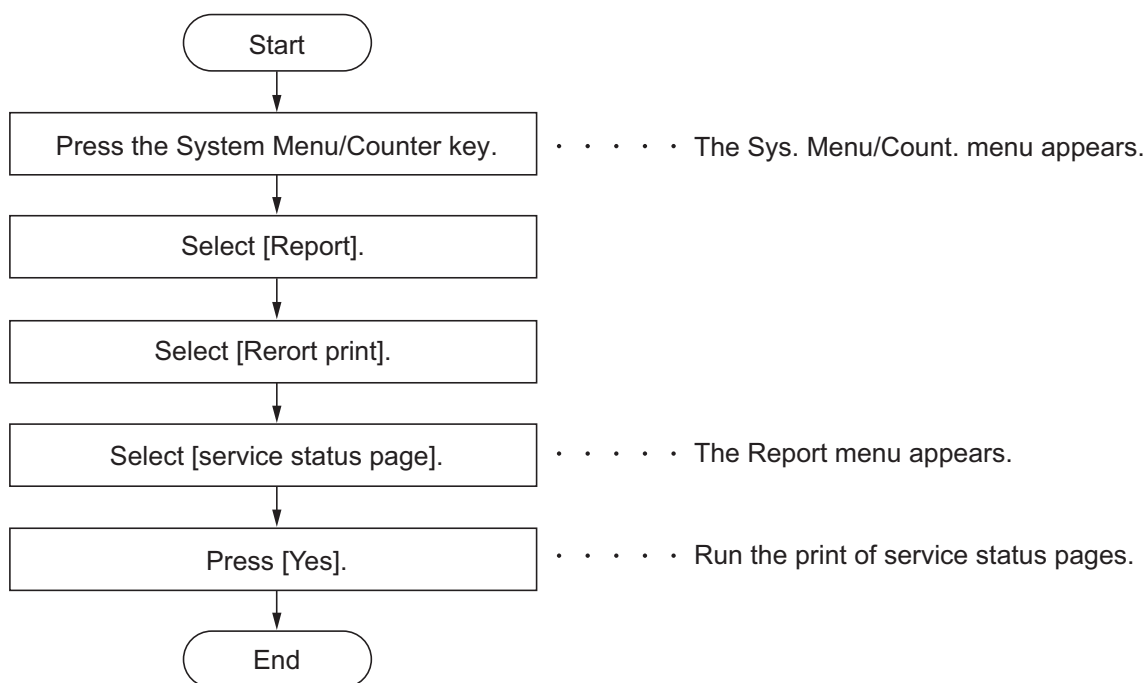 Start
Press the System Menu/Counter key.
The Sys. Menu/Count. menu appears.
Select [Report].
Select [Rerort print].
Select [service status page].
The Report menu appears.
Press [Yes].
Run the print of service status pages.
End